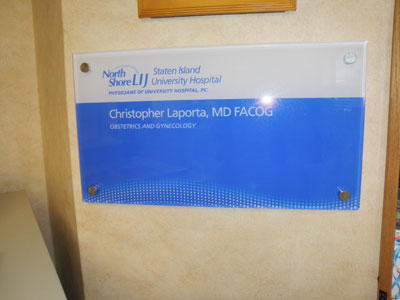 North
Shore LIJ
Staten Island
University Hospital
PHYSICIANS OF UNIVERSITY HOSPITAL, PC
Christopher Laporta, MD FACOG
OBSTETRICS AND GYNECOLOGY